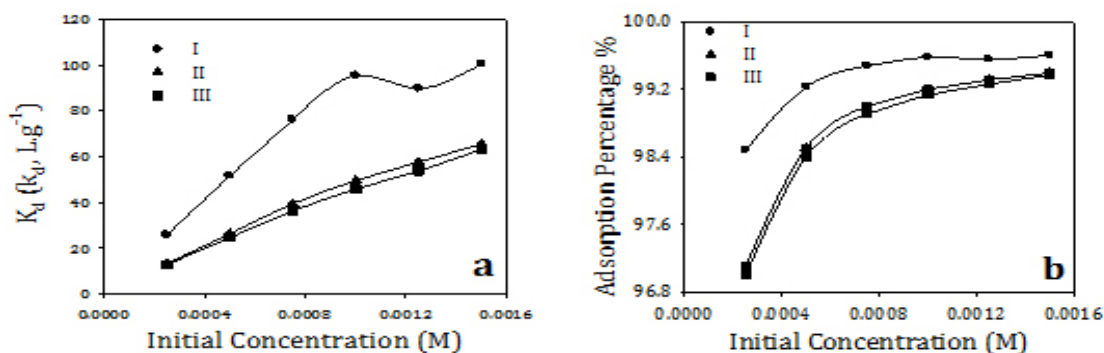 120
100
80
60
40
20
0
K_d (k_d, L.g^-1)
I
II
III
a
0.0000 0.0004 0.0008 0.0012 0.0016
Initial Concentration (M)
100.0
99.2
98.4
97.6
96.8
Adsorption Percentage %
I
II
III
b
0.0000 0.0004 0.0008 0.0012 0.0016
Initial Concentration (M)